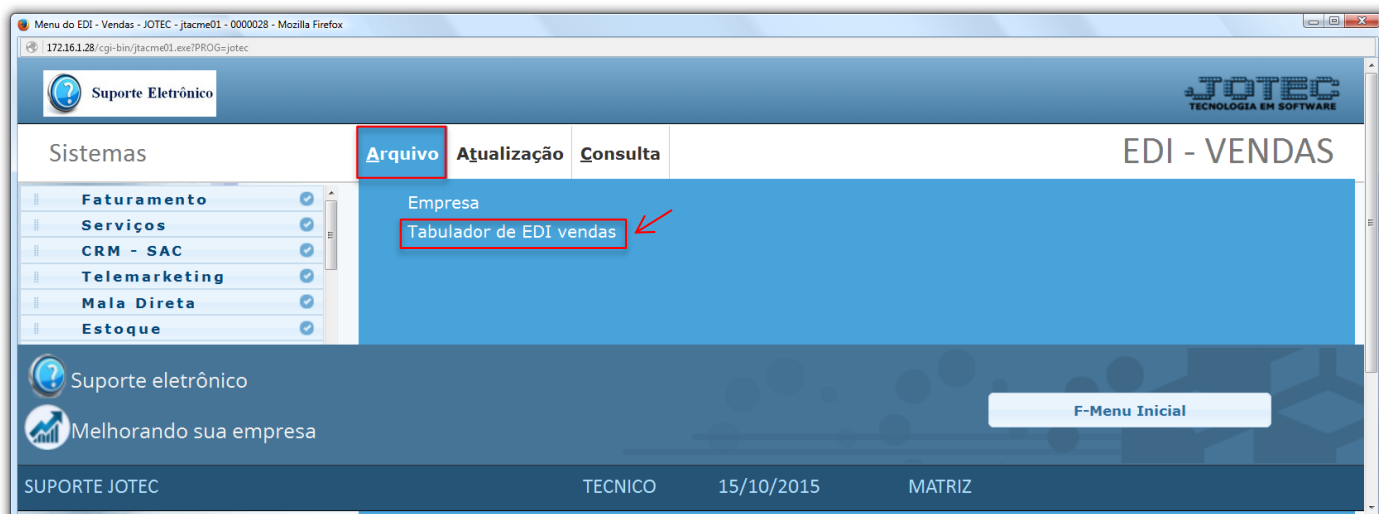 Menu do EDI - Vendas - JOTEC - jtacme01 - 0000028 - Mozilla Firefox
172.16.1.28/cgi-bin/jtacme01.exe?PROG=jotec
Suporte Eletrônico
JOTEC
TECNOLOGIA EM SOFTWARE
Sistemas
Arquivo Atualização Consulta
EDI - VENDAS
Faturamento
Serviços
CRM - SAC
Telemarketing
Mala Direta
Estoque
Empresa
Tabulador de EDI vendas
Suporte eletrônico
Melhorando sua empresa
F-Menu Inicial
SUPORTE JOTEC TECNICO 15/10/2015 MATRIZ